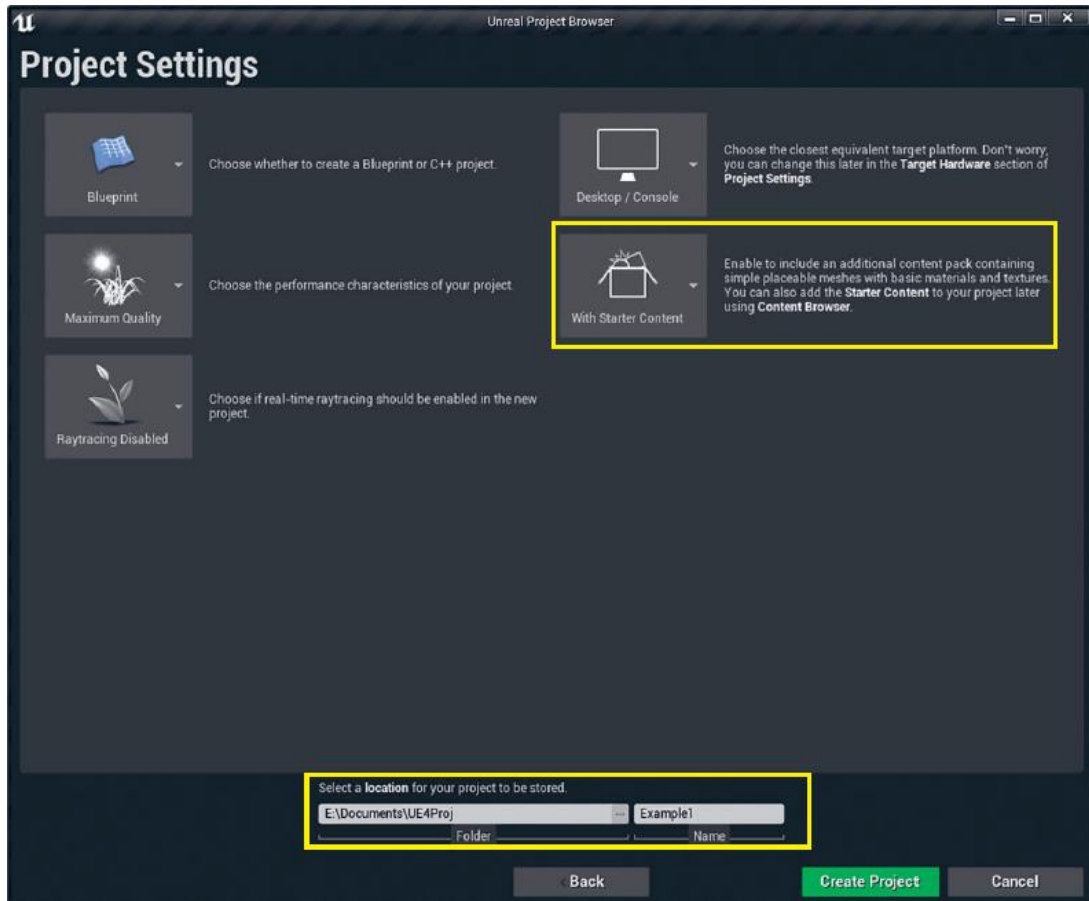 Unreal Project Browser
Project Settings
Blueprint
Choose whether to create a Blueprint or C++ project.
Desktop / Console
Choose the closest equivalent target platform. Don't worry,
you can change this later in the Target Hardware section of
Project Settings.
Maximum Quality
Choose the performance characteristics of your project.
With Starter Content
Enable to include an additional content pack containing
simple placeable meshes with basic materials and textures.
You can also add the Starter Content to your project later
using Content Browser.
Raytracing Disabled
Choose if real-time raytracing should be enabled in the new
project.
Select a location for your project to be stored.
E:\Documents\UE4Proj
...
Example1
Folder
Name
Back
Create Project
Cancel